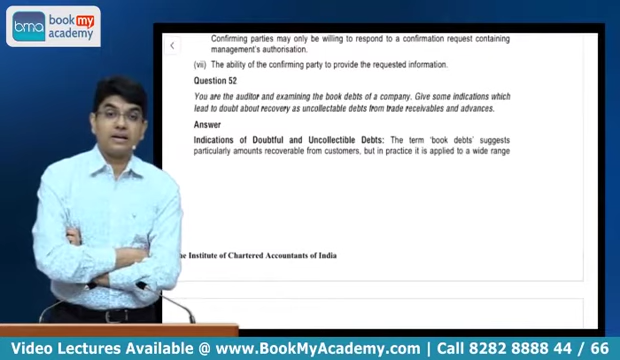 bma
book my
academy
Confirming parties may only be willing to respond to a confirmation request containing
management's authorisation.
(vii) The ability of the confirming party to provide the requested information.
Question 52
You are the auditor and examining the book debts of a company. Give some indications which
lead to doubt about recovery as uncollectable debts from trade receivables and advances.
Answer
Indications of Doubtful and Uncollectible Debts: The term 'book debts' suggests
particularly amounts recoverable from customers, but in practice it is applied to a wide range
he Institute of Chartered Accountants of India
Video Lectures Available @ www.BookMyAcademy.com | Call 8282 8888 44 / 66